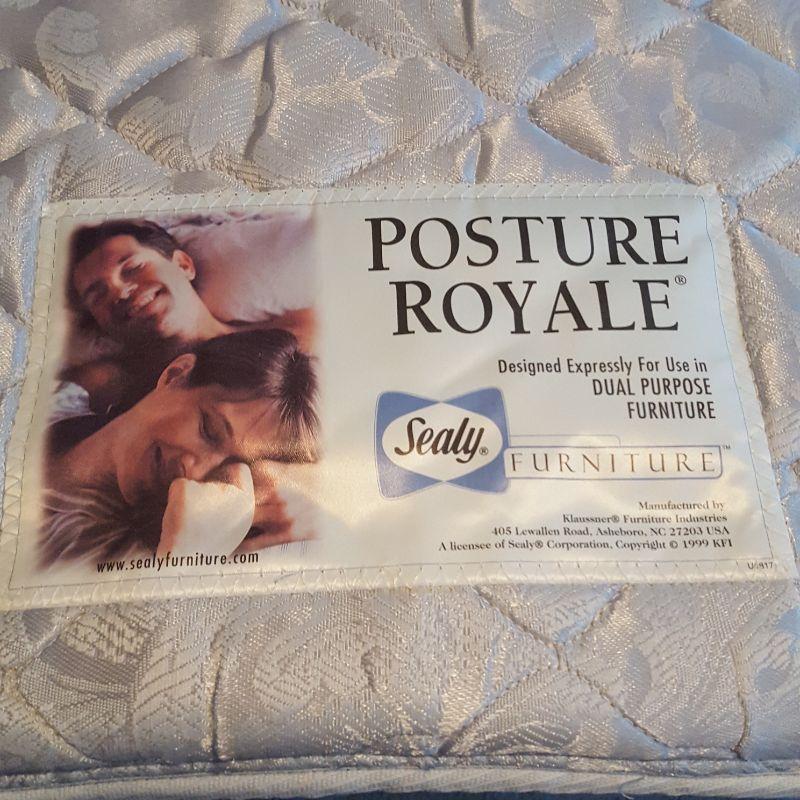 POSTURE
ROYALE®
Designed Expressly For Use in
DUAL PURPOSE
FURNITURE
Sealy®
FURNITURE™
Manufactured by
Klaussner® Furniture Industries
405 Lewallen Road, Asheboro, NC 27203 USA
A licensee of Sealy® Corporation, Copyright © 1999 KFI
www.sealyfurniture.com